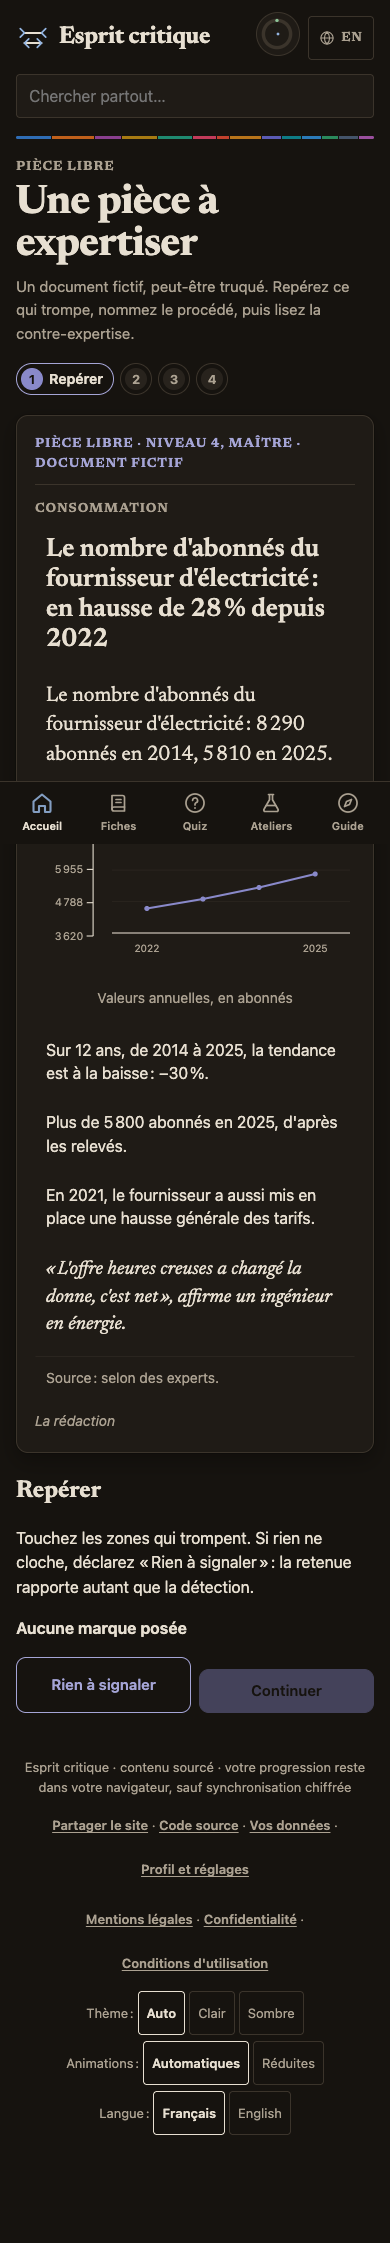 Esprit critique
EN
Chercher partout...
PIÈCE LIBRE
Une pièce à
expertiser
Un document fictif, peut-être truqué. Repérez ce
qui trompe, nommez le procédé, puis lisez la
contre-expertise.
1 Repérer 2 3 4
PIÈCE LIBRE · NIVEAU 4, MAÎTRE ·
DOCUMENT FICTIF
CONSOMMATION
Le nombre d'abonnés du
fournisseur d'électricité :
en hausse de 28 % depuis
2022
Le nombre d'abonnés du
fournisseur d'électricité : 8 290
abonnés en 2014, 5 810 en 2025.
Accueil Fiches Quiz Ateliers Guide
5 955
4 788
3 620
2022 2025
Valeurs annuelles, en abonnés
Sur 12 ans, de 2014 à 2025, la tendance
est à la baisse : −30 %.
Plus de 5 800 abonnés en 2025, d'après
les relevés.
En 2021, le fournisseur a aussi mis en
place une hausse générale des tarifs.
« L'offre heures creuses a changé la
donne, c'est net », affirme un ingénieur
en énergie.
Source : selon des experts.
La rédaction
Repérer
Touchez les zones qui trompent. Si rien ne
cloche, déclarez « Rien à signaler » : la retenue
rapporte autant que la détection.
Aucune marque posée
Rien à signaler Continuer
Esprit critique · contenu sourcé · votre progression reste
dans votre navigateur, sauf synchronisation chiffrée
Partager le site · Code source · Vos données ·
Profil et réglages
Mentions légales · Confidentialité ·
Conditions d'utilisation
Thème : Auto Clair Sombre
Animations : Automatiques Réduites
Langue : Français English